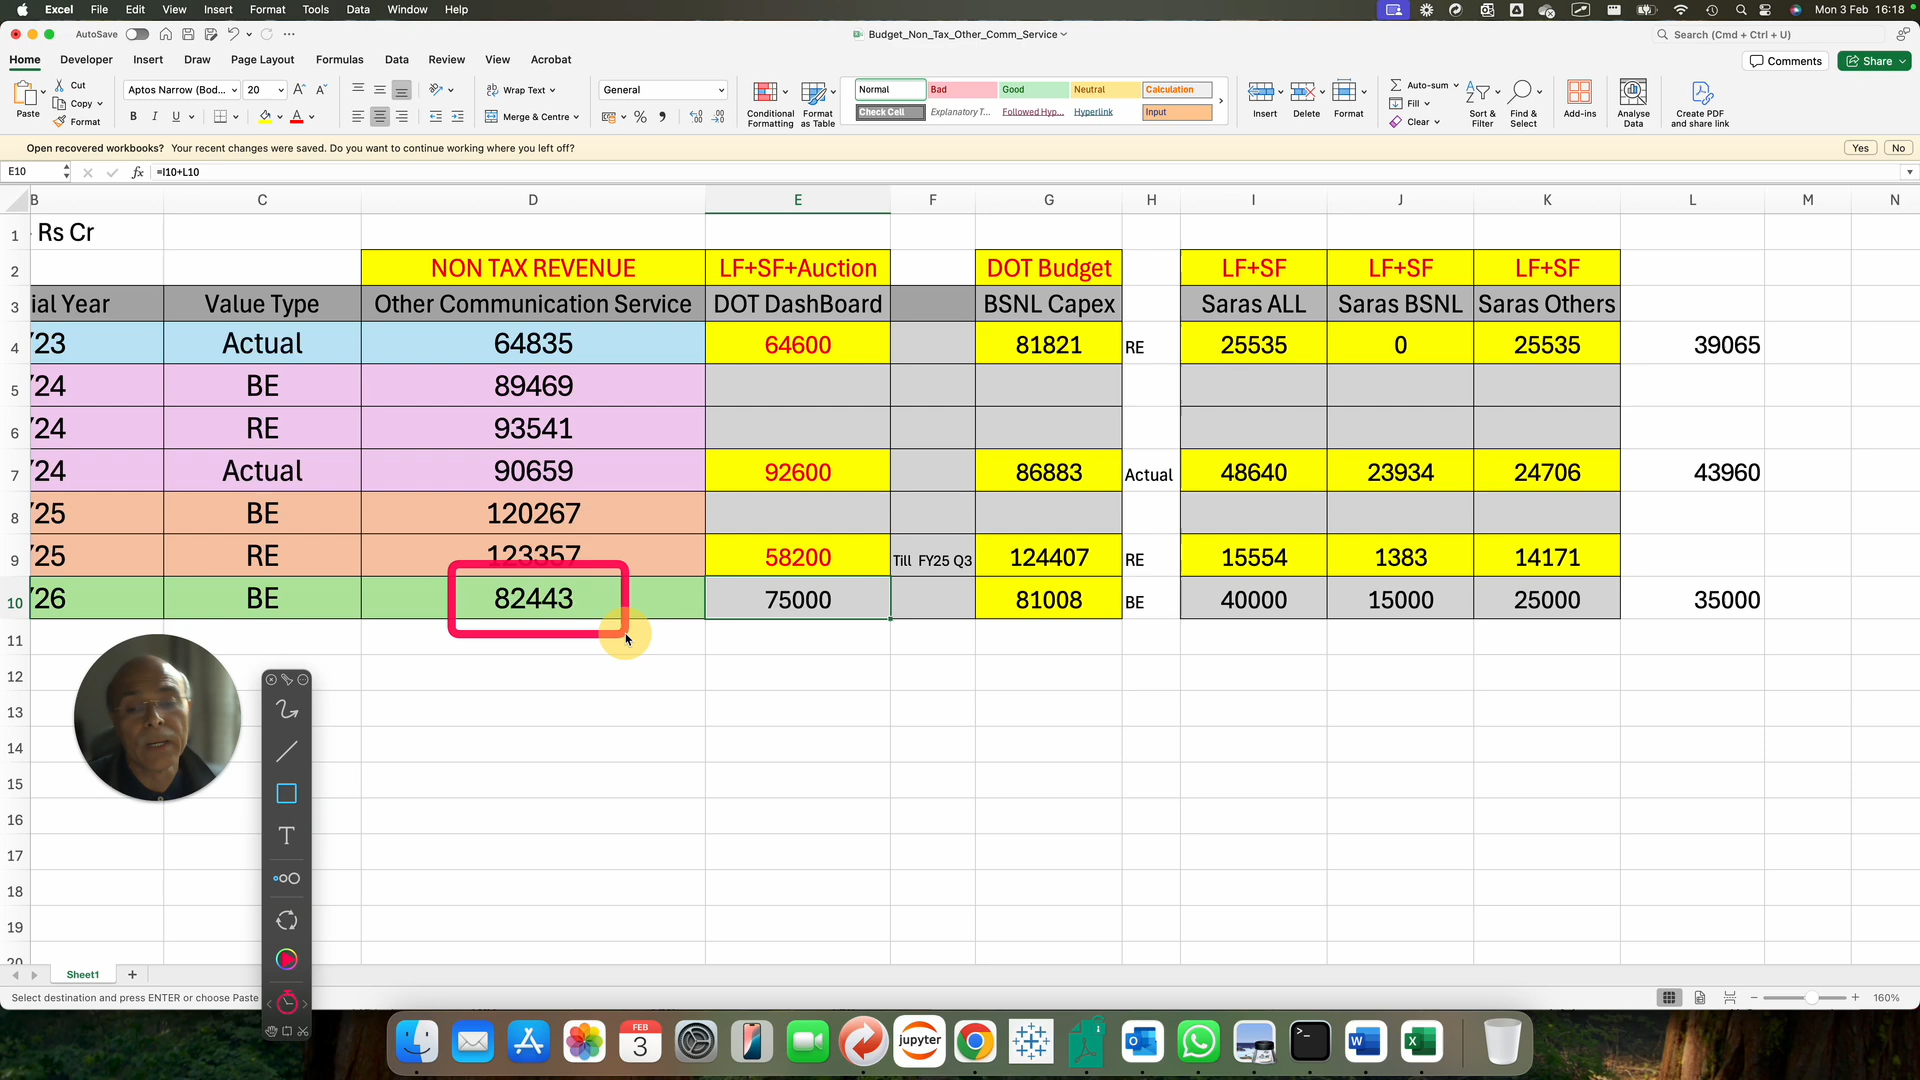 Excel File Edit View Insert Format Tools Data Window Help Mon 3 Feb 16:18
AutoSave Budget_Non_Tax_Other_Comm_Service Search (Cmd + Ctrl + U)
Home Developer Insert Draw Page Layout Formulas Data Review View Acrobat Comments Share
Paste Cut Copy Format
Aptos Narrow (Bod... 20
B I U
Wrap Text
Merge & Centre
General
Conditional Formatting
Format as Table
Normal Bad Good Neutral Calculation
Check Cell Explanatory T... Followed Hyp... Hyperlink Input
Insert Delete Format
Auto-sum Fill Clear
Sort & Filter
Find & Select
Add-ins
Analyse Data
Create PDF and share link
Open recovered workbooks? Your recent changes were saved. Do you want to continue working where you left off? Yes No
E10 fx =I10+L10
B C D E F G H I J K L M N
1 Rs Cr
2 NON TAX REVENUE LF+SF+Auction DOT Budget LF+SF LF+SF LF+SF
3 ial Year Value Type Other Communication Service DOT DashBoard BSNL Capex Saras ALL Saras BSNL Saras Others
4 '23 Actual 64835 64600 81821 RE 25535 0 25535 39065
5 '24 BE 89469
6 '24 RE 93541
7 '24 Actual 90659 92600 86883 Actual 48640 23934 24706 43960
8 '25 BE 120267
9 '25 RE 123357 58200 Till FY25 Q3 124407 RE 15554 1383 14171
10 '26 BE 82443 75000 81008 BE 40000 15000 25000 35000
11
12
13
14
15
16
17
18
19
20
Sheet1
Select destination and press ENTER or choose Paste 160%
FEB
3
jupyter